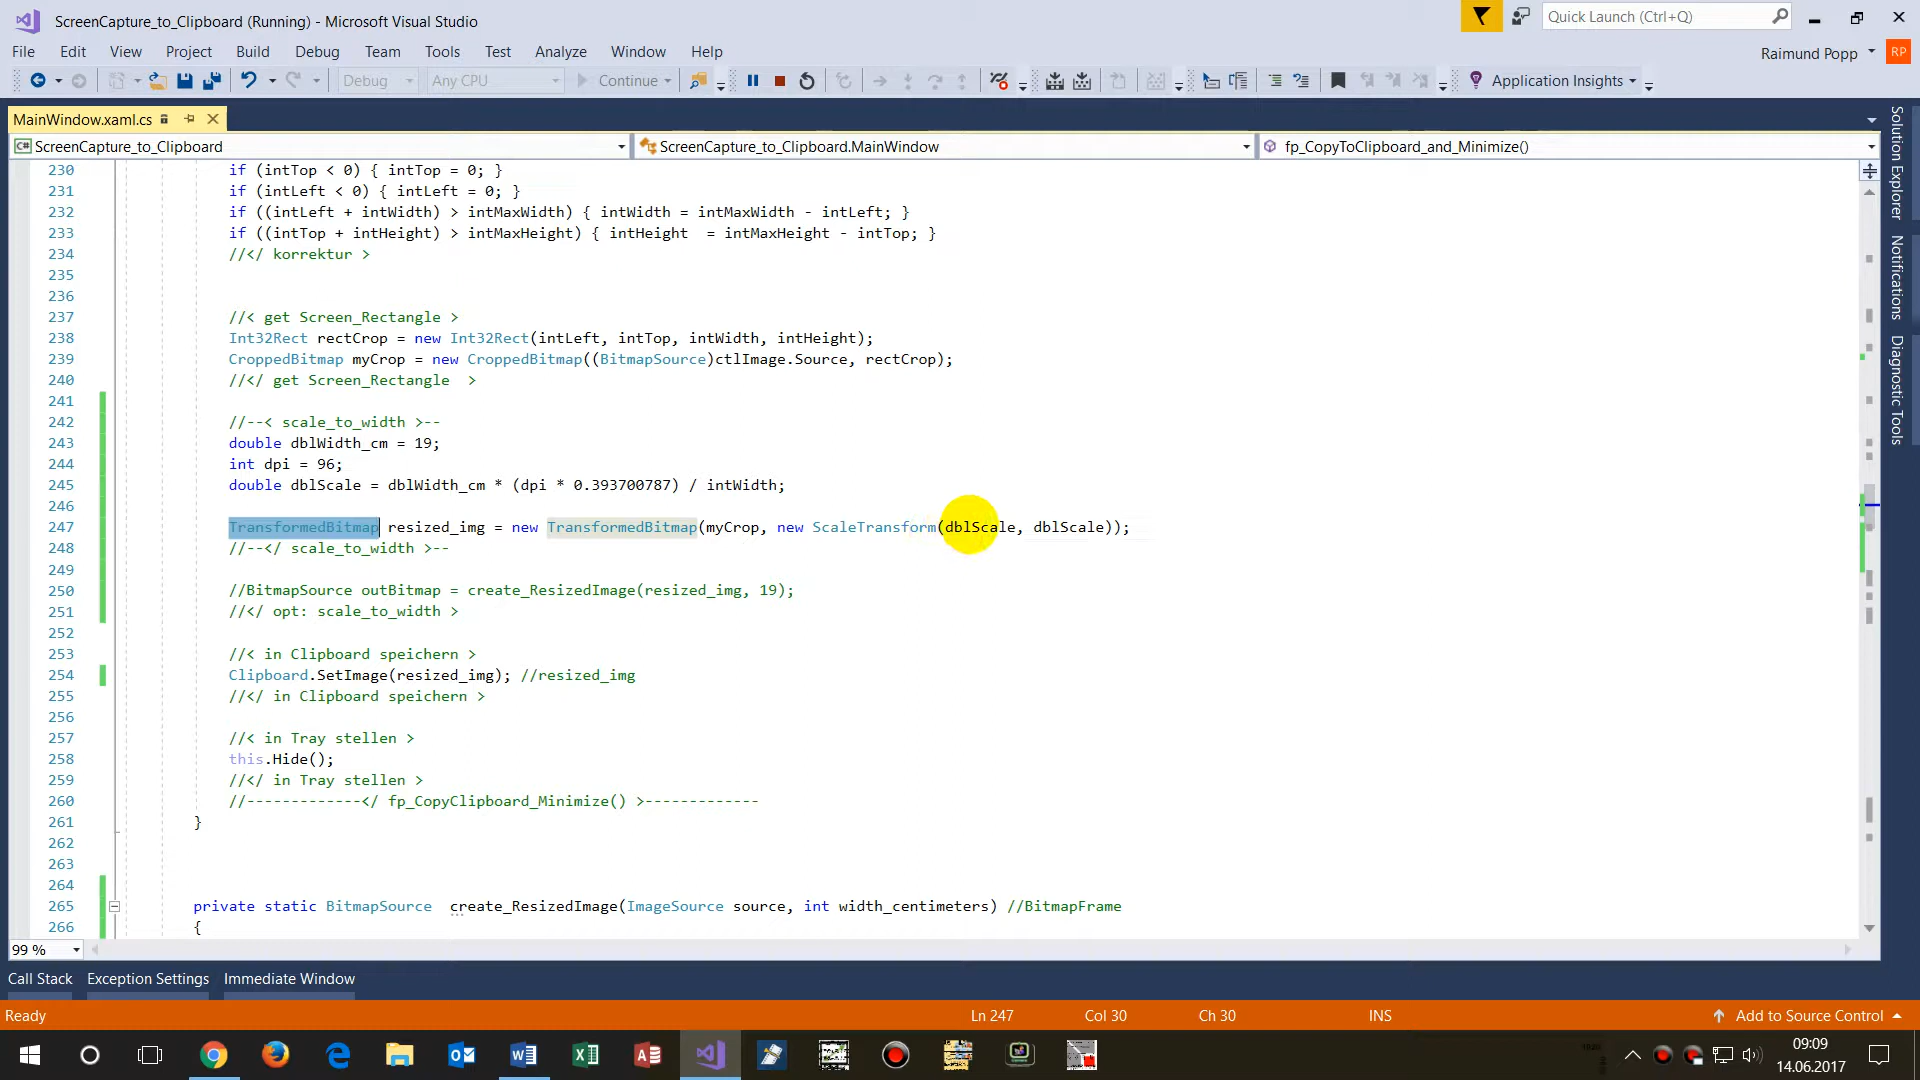 ScreenCapture_to_Clipboard (Running) - Microsoft Visual Studio
Quick Launch (Ctrl+Q)
File Edit View Project Build Debug Team Tools Test Analyze Window Help
Raimund Popp RP
Debug Any CPU Continue Application Insights
MainWindow.xaml.cs
C# ScreenCapture_to_Clipboard ScreenCapture_to_Clipboard.MainWindow fp_CopyToClipboard_and_Minimize()
230 if (intTop < 0) { intTop = 0; }
231 if (intLeft < 0) { intLeft = 0; }
232 if ((intLeft + intWidth) > intMaxWidth) { intWidth = intMaxWidth - intLeft; }
233 if ((intTop + intHeight) > intMaxHeight) { intHeight  = intMaxHeight - intTop; }
234 //</ korrektur >
235
236
237 //< get Screen_Rectangle >
238 Int32Rect rectCrop = new Int32Rect(intLeft, intTop, intWidth, intHeight);
239 CroppedBitmap myCrop = new CroppedBitmap((BitmapSource)ctlImage.Source, rectCrop);
240 //</ get Screen_Rectangle  >
241
242 //--< scale_to_width >--
243 double dblWidth_cm = 19;
244 int dpi = 96;
245 double dblScale = dblWidth_cm * (dpi * 0.393700787) / intWidth;
246
247 TransformedBitmap resized_img = new TransformedBitmap(myCrop, new ScaleTransform(dblScale, dblScale));
248 //--</ scale_to_width >--
249
250 //BitmapSource outBitmap = create_ResizedImage(resized_img, 19);
251 //</ opt: scale_to_width >
252
253 //< in Clipboard speichern >
254 Clipboard.SetImage(resized_img); //resized_img
255 //</ in Clipboard speichern >
256
257 //< in Tray stellen >
258 this.Hide();
259 //</ in Tray stellen >
260 //-------------</ fp_CopyClipboard_Minimize() >-------------
261 }
262
263
264
265 private static BitmapSource  create_ResizedImage(ImageSource source, int width_centimeters) //BitmapFrame
266 {
99 %
Solution Explorer
Notifications
Diagnostic Tools
Call Stack Exception Settings Immediate Window
Ready Ln 247 Col 30 Ch 30 INS Add to Source Control
09:09
14.06.2017